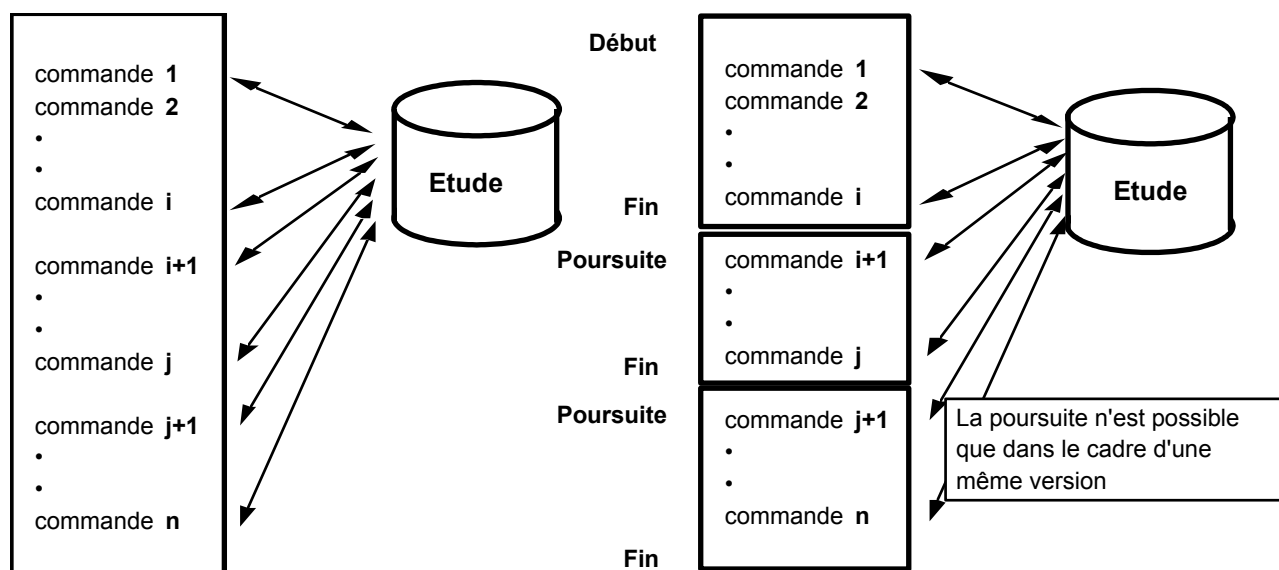 commande 1
commande 2
•
•
commande i
commande i+1
•
•
commande j
commande j+1
•
•
commande n
Etude
Début
commande 1
commande 2
•
•
commande i
Fin
Poursuite
commande i+1
•
•
commande j
Fin
Poursuite
commande j+1
•
•
commande n
Fin
Etude
La poursuite n'est possible
que dans le cadre d'une
même version